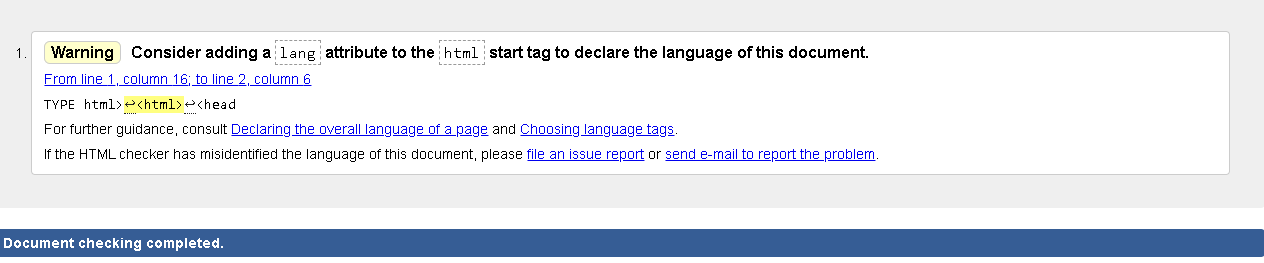 1. Warning Consider adding a lang attribute to the html start tag to declare the language of this document.
From line 1, column 16; to line 2, column 6
TYPE html>↩<html>↩<head
For further guidance, consult Declaring the overall language of a page and Choosing language tags.
If the HTML checker has misidentified the language of this document, please file an issue report or send e-mail to report the problem.
Document checking completed.